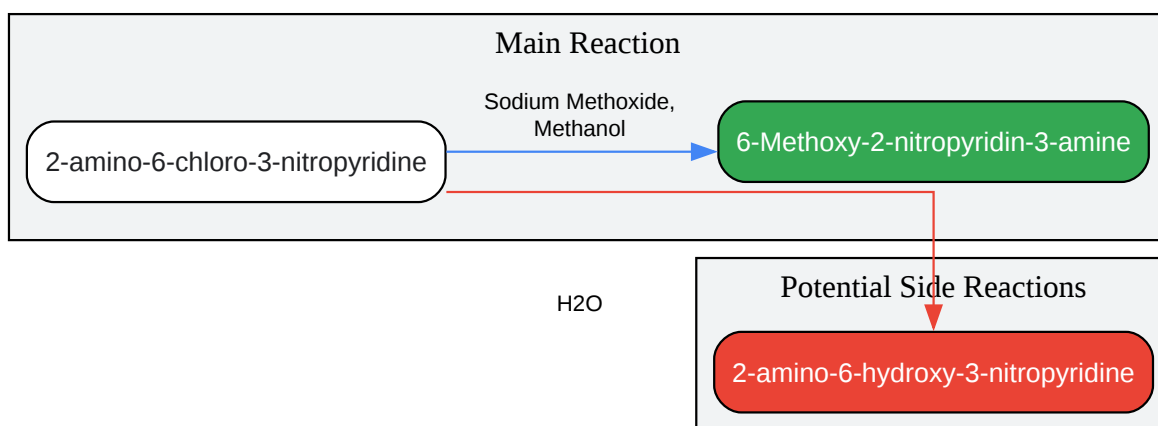 Main Reaction
Sodium Methoxide,
Methanol
2-amino-6-chloro-3-nitropyridine
6-Methoxy-2-nitropyridin-3-amine
H2O
Potential Side Reactions
2-amino-6-hydroxy-3-nitropyridine